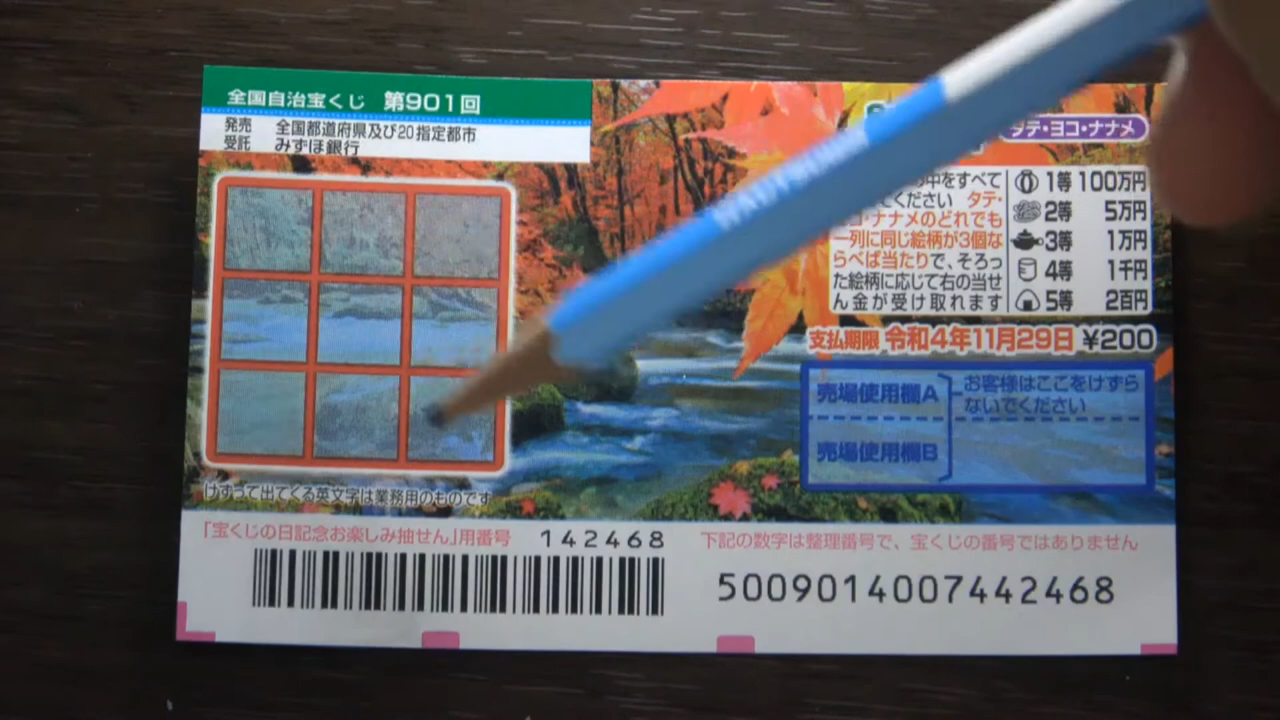 全国自治宝くじ 第901回
発売 全国都道府県及び20指定都市
受託 みずほ銀行
タテ・ヨコ・ナナメ
中をすべて
ください タテ・
ヨコ・ナナメのどれでも
一列に同じ絵柄が3個な
らべば当たりで、そろっ
た絵柄に応じて右の当せ
ん金が受け取れます
1等 100万円
2等 5万円
3等 1万円
4等 1千円
5等 2百円
支払期限 令和4年11月29日 ¥200
売場使用欄A
売場使用欄B
お客様はここをけずら
ないでください
けずって出てくる英文字は業務用のものです
「宝くじの日記念お楽しみ抽せん」用番号 142468
下記の数字は整理番号で、宝くじの番号ではありません
5009014007442468